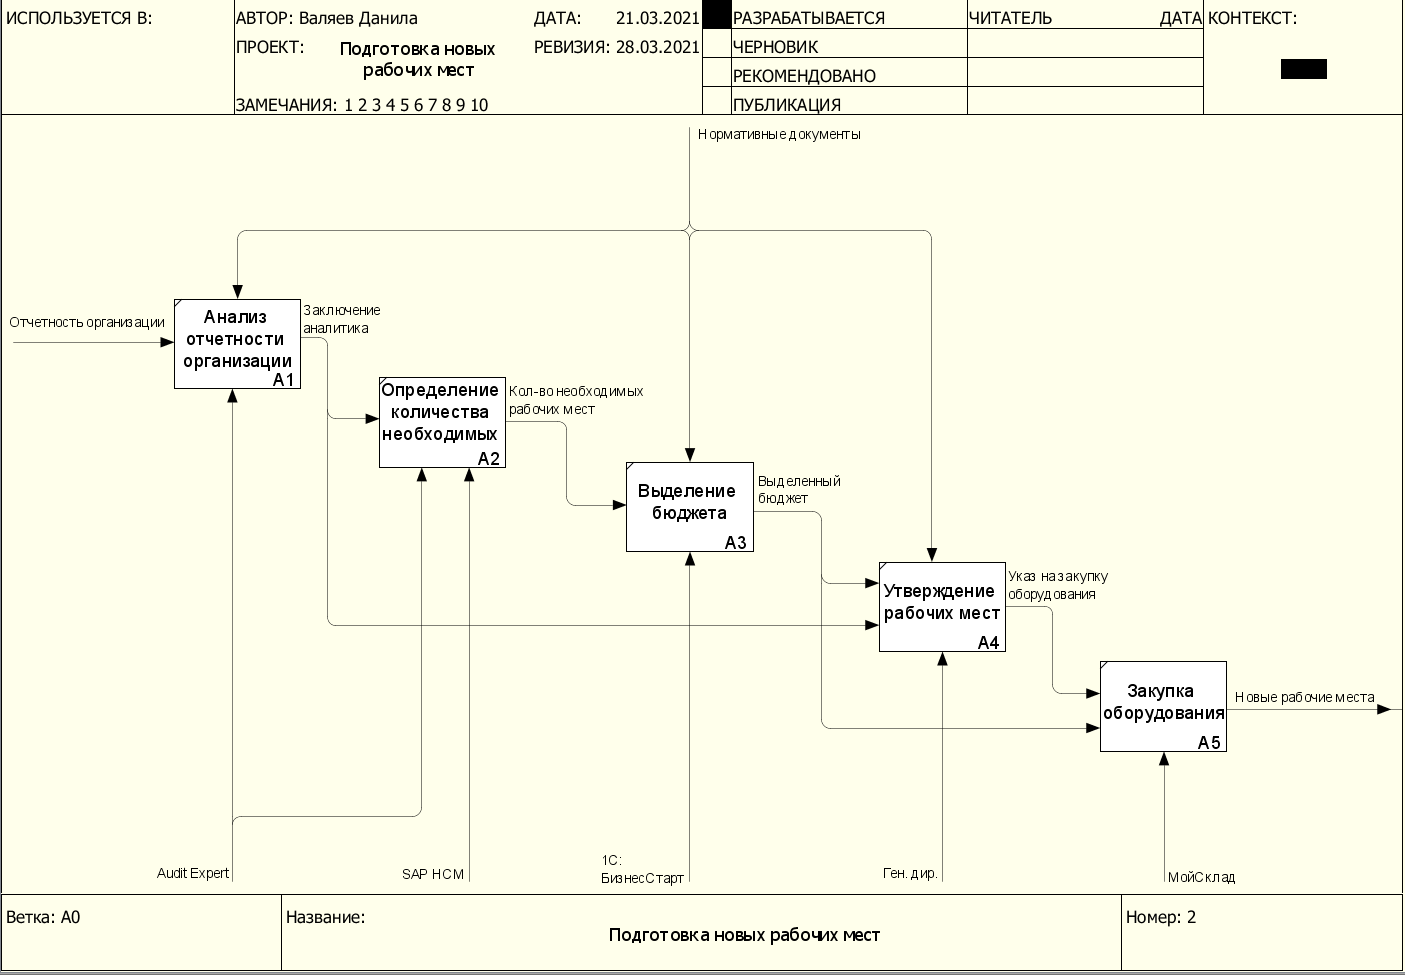 ИСПОЛЬЗУЕТСЯ В:
АВТОР: Валяев Данила
ДАТА: 21.03.2021
ПРОЕКТ: Подготовка новых
рабочих мест
РЕВИЗИЯ: 28.03.2021
ЗАМЕЧАНИЯ: 1 2 3 4 5 6 7 8 9 10
РАЗРАБАТЫВАЕТСЯ
ЧЕРНОВИК
РЕКОМЕНДОВАНО
ПУБЛИКАЦИЯ
ЧИТАТЕЛЬ ДАТА
КОНТЕКСТ:
Нормативные документы
Отчетность организации
Анализ
отчетности
организации
A1
Заключение
аналитика
Определение
количества
необходимых
A2
Кол-во необходимых
рабочих мест
Выделение
бюджета
A3
Выделенный
бюджет
Утверждение
рабочих мест
A4
Указ на закупку
оборудования
Закупка
оборудования
A5
Новые рабочие места
Audit Expert
SAP HCM
1С:
БизнесСтарт
Ген. дир.
МойСклад
Ветка: A0
Название:
Подготовка новых рабочих мест
Номер: 2